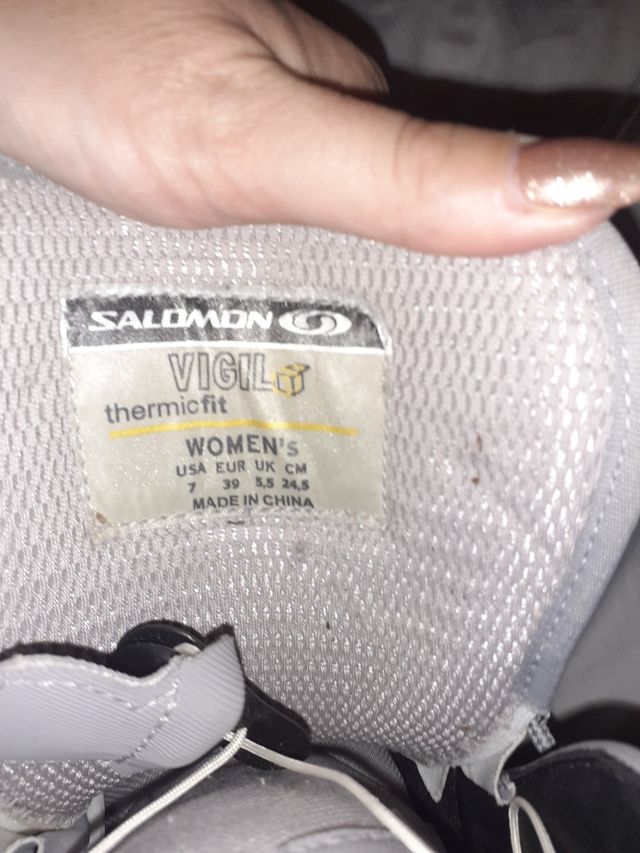 SALOMON
VIGIL
thermicfit
WOMEN's
USA EUR UK CM
7 39 5,5 24,5
MADE IN CHINA